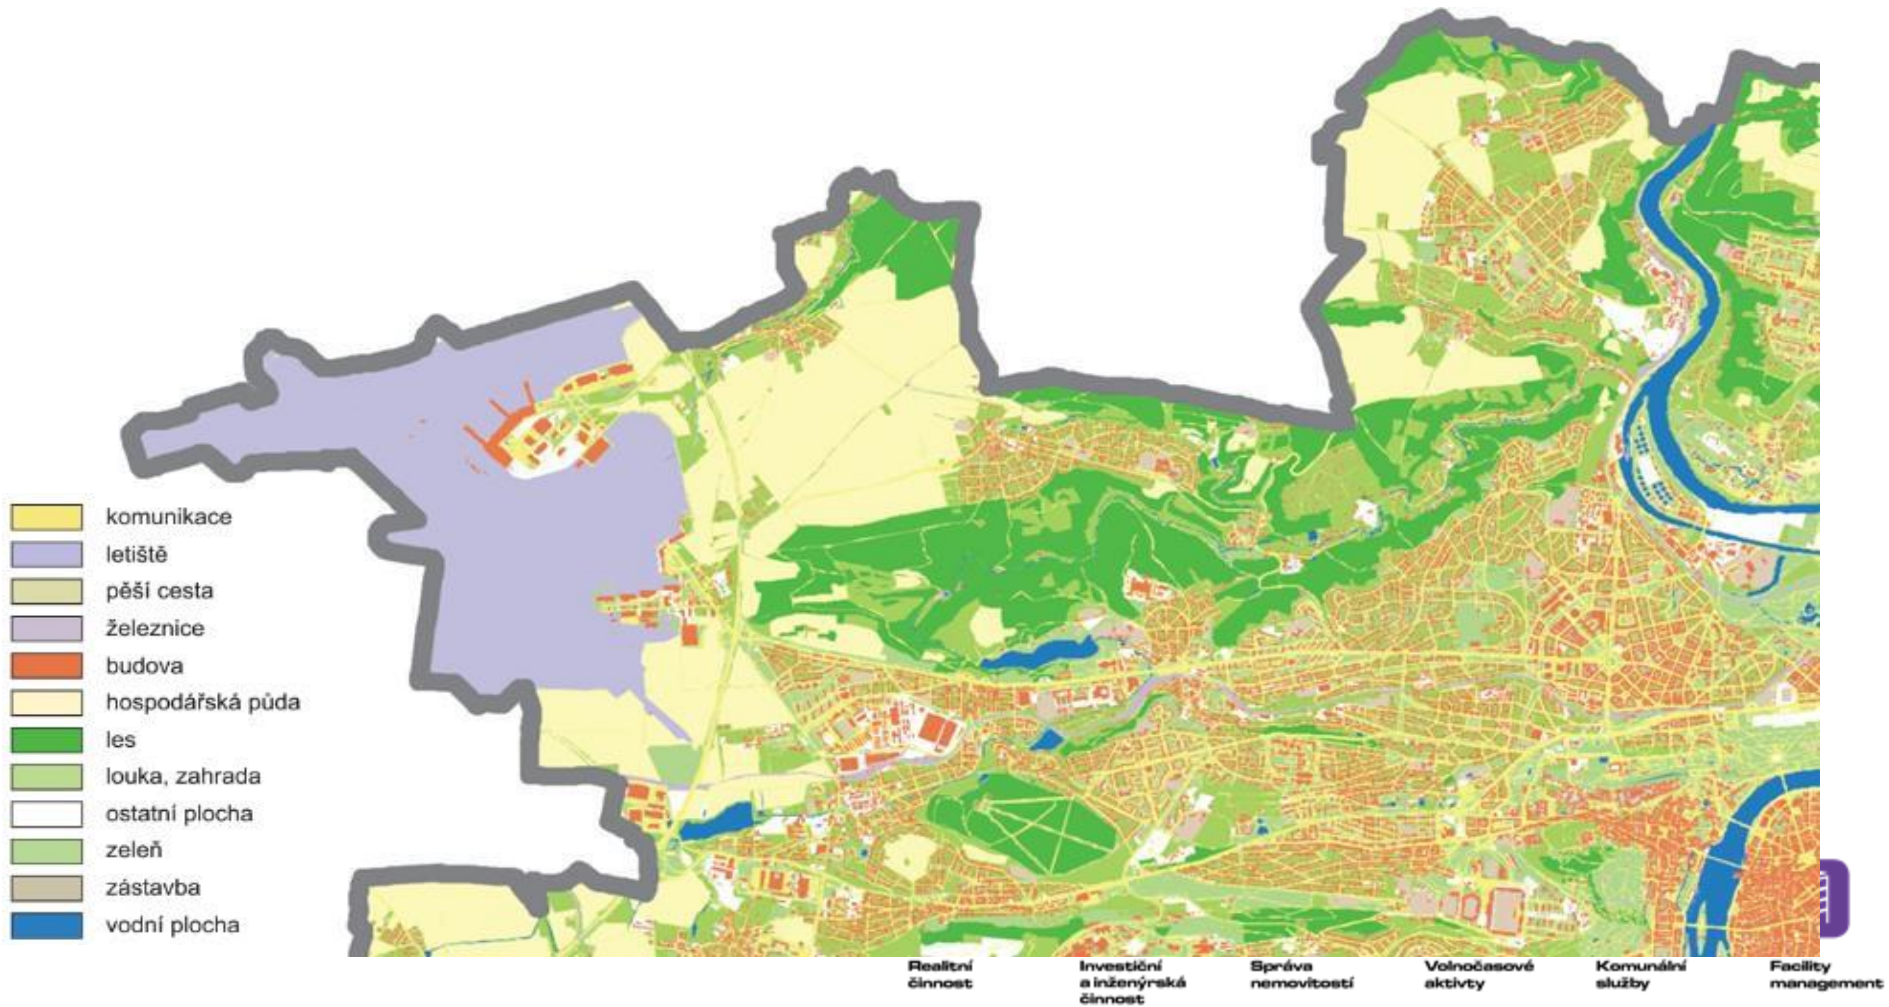 komunikace
letiště
pěší cesta
železnice
budova
hospodářská půda
les
louka, zahrada
ostatní plocha
zeleň
zástavba
vodní plocha
Realitní
činnost
Investiční
a inženýrská
činnost
Správa
nemovitostí
Volnočasové
aktivty
Komunální
služby
Facility
management